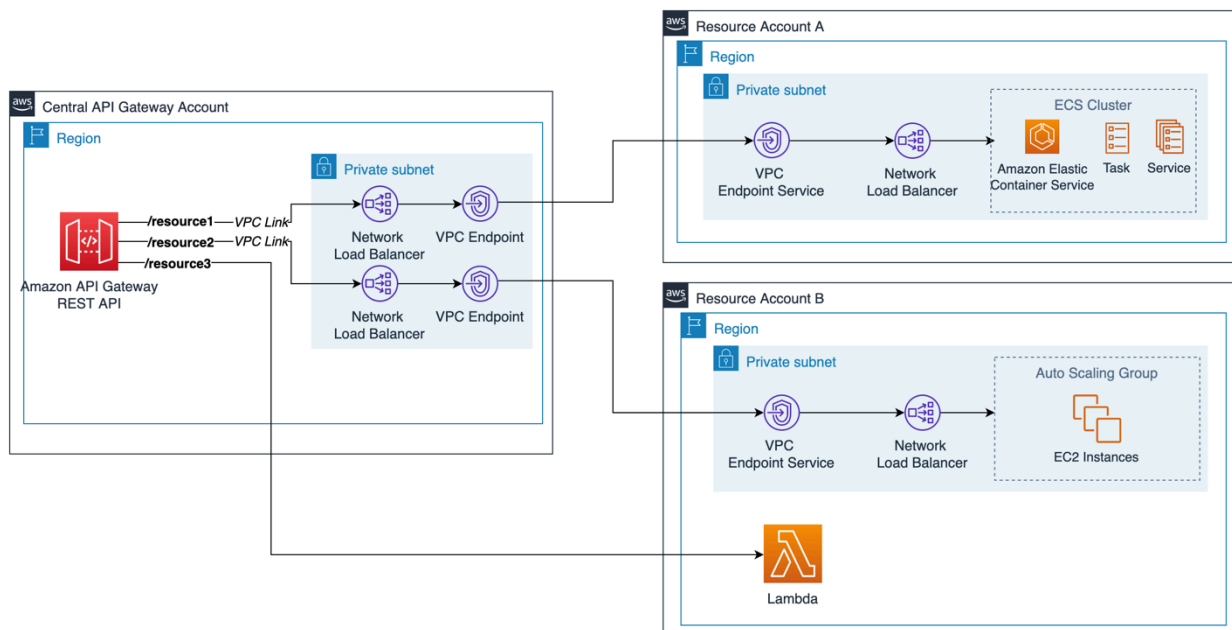 aws
Central API Gateway Account
Region
Private subnet
/resource1
VPC Link
/resource2
VPC Link
/resource3
Amazon API Gateway
REST API
Network
Load Balancer
VPC Endpoint
Network
Load Balancer
VPC Endpoint
aws
Resource Account A
Region
Private subnet
VPC
Endpoint Service
Network
Load Balancer
ECS Cluster
Amazon Elastic
Container Service
Task
Service
aws
Resource Account B
Region
Private subnet
VPC
Endpoint Service
Network
Load Balancer
Auto Scaling Group
EC2 Instances
Lambda